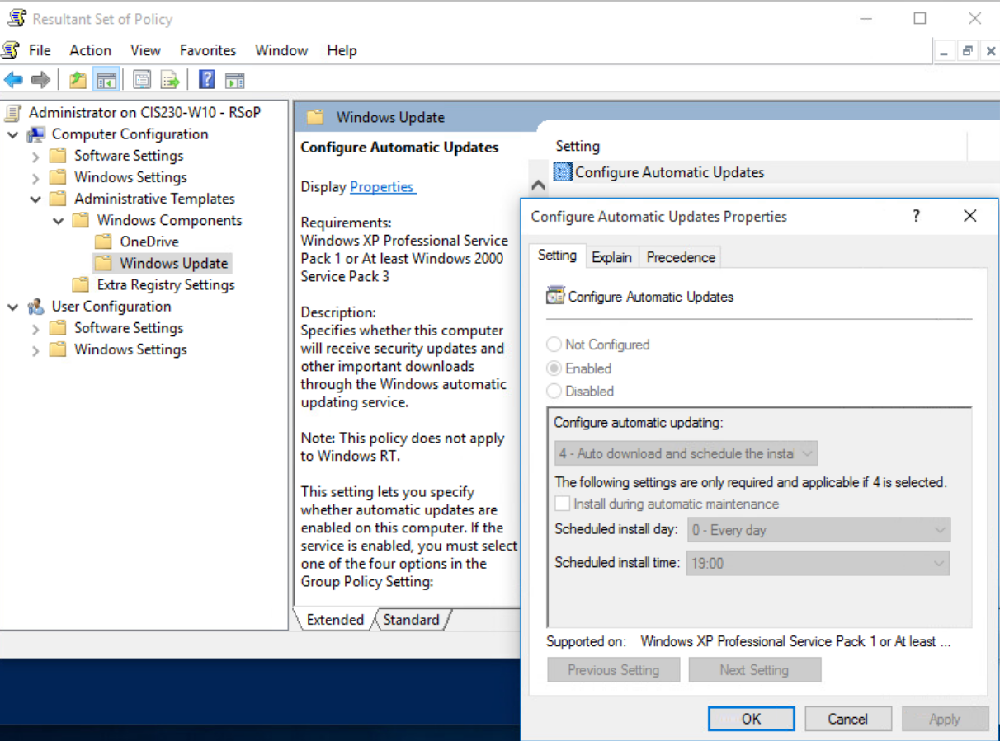 Resultant Set of Policy
File Action View Favorites Window Help
Administrator on CIS230-W10 - RSoP
Computer Configuration
Software Settings
Windows Settings
Administrative Templates
Windows Components
OneDrive
Windows Update
Extra Registry Settings
User Configuration
Software Settings
Windows Settings
Windows Update
Configure Automatic Updates
Display Properties
Requirements:
Windows XP Professional Service
Pack 1 or At least Windows 2000
Service Pack 3
Description:
Specifies whether this computer
will receive security updates and
other important downloads
through the Windows automatic
updating service.
Note: This policy does not apply
to Windows RT.
This setting lets you specify
whether automatic updates are
enabled on this computer. If the
service is enabled, you must select
one of the four options in the
Group Policy Setting:
Extended Standard
Setting
Configure Automatic Updates
Configure Automatic Updates Properties
Setting Explain Precedence
Configure Automatic Updates
Not Configured
Enabled
Disabled
Configure automatic updating:
4 - Auto download and schedule the instal
The following settings are only required and applicable if 4 is selected.
Install during automatic maintenance
Scheduled install day: 0 - Every day
Scheduled install time: 19:00
Supported on: Windows XP Professional Service Pack 1 or At least ...
Previous Setting Next Setting
OK Cancel Apply